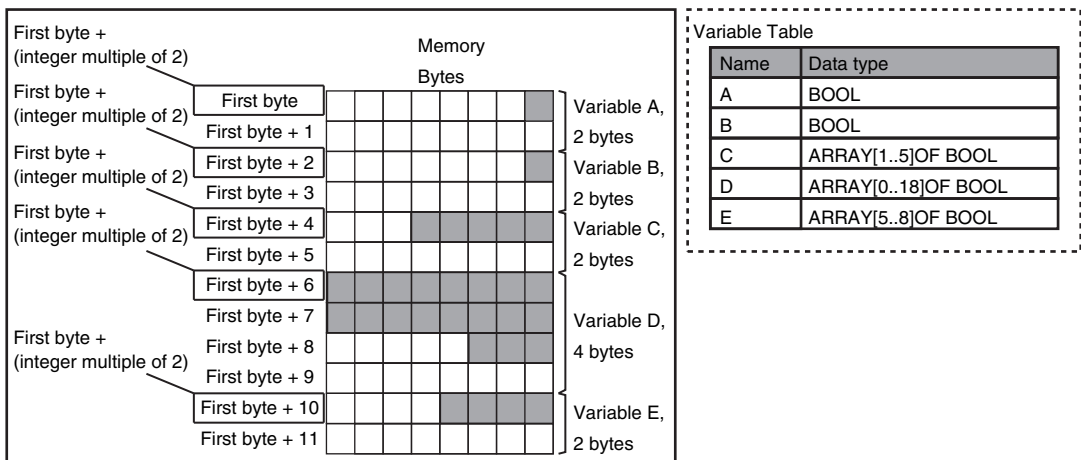 First byte +
(integer multiple of 2)
First byte +
(integer multiple of 2)
First byte +
(integer multiple of 2)
First byte +
(integer multiple of 2)
First byte +
(integer multiple of 2)
Memory
Bytes
First byte
First byte + 1
First byte + 2
First byte + 3
First byte + 4
First byte + 5
First byte + 6
First byte + 7
First byte + 8
First byte + 9
First byte + 10
First byte + 11
Variable A,
2 bytes
Variable B,
2 bytes
Variable C,
2 bytes
Variable D,
4 bytes
Variable E,
2 bytes
Variable Table
Name Data type
A BOOL
B BOOL
C ARRAY[1..5]OF BOOL
D ARRAY[0..18]OF BOOL
E ARRAY[5..8]OF BOOL